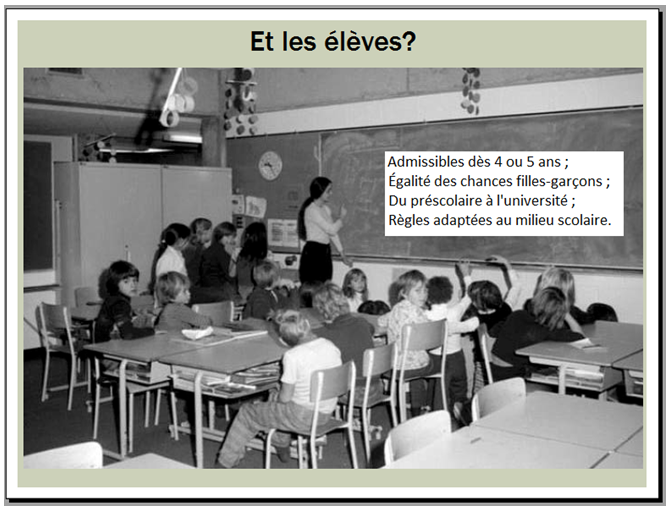 Et les élèves?
Admissibles dès 4 ou 5 ans ;
Égalité des chances filles-garçons ;
Du préscolaire à l'université ;
Règles adaptées au milieu scolaire.